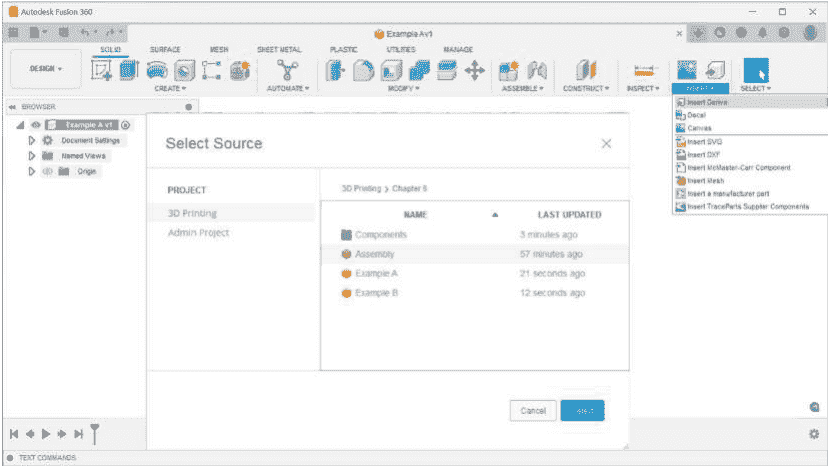 Autodesk Fusion 360
Example Av1
SOLID SURFACE MESH SHEET METAL PLASTIC UTILITIES MANAGE
DESIGN
CREATE AUTOMATE MODIFY ASSEMBLE CONSTRUCT INSPECT SELECT
BROWSER
Example A v1
Document Settings
Named Views
Origin
Insert Derive
Decal
Canvas
Insert SVG
Insert DXF
Insert McMaster-Carr Component
Insert Mesh
Insert a manufacturer part
Insert TraceParts Supplier Components
Select Source
PROJECT
3D Printing
Admin Project
3D Printing > Chapter 6
NAME LAST UPDATED
Components 3 minutes ago
Assembly 57 minutes ago
Example A 21 seconds ago
Example B 12 seconds ago
Cancel
TEXT COMMANDS